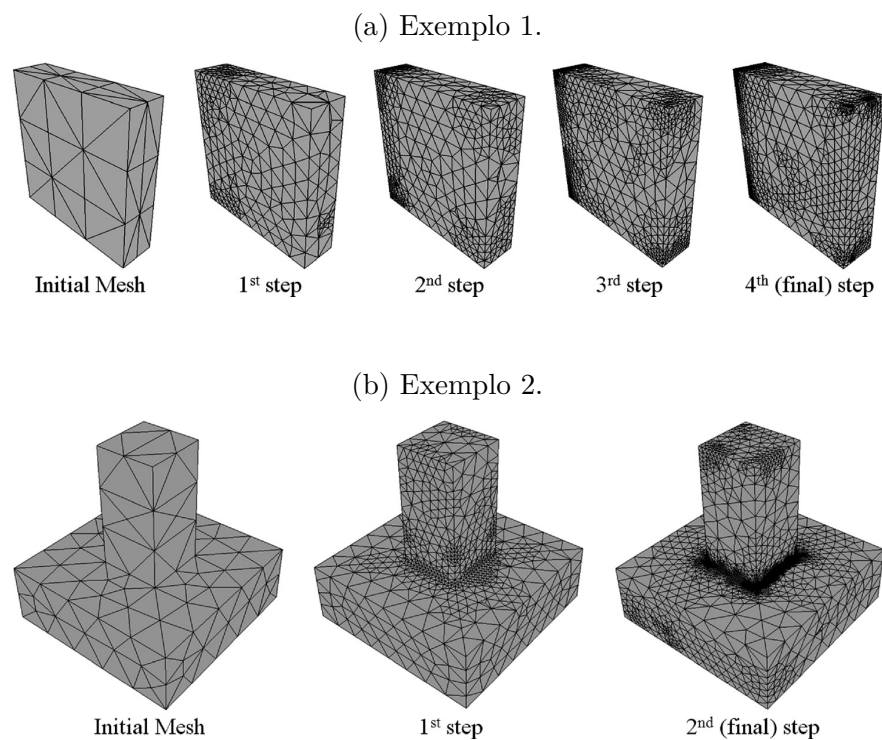 (a) Exemplo 1.
Initial Mesh 1st step 2nd step 3rd step 4th (final) step
(b) Exemplo 2.
Initial Mesh 1st step 2nd (final) step